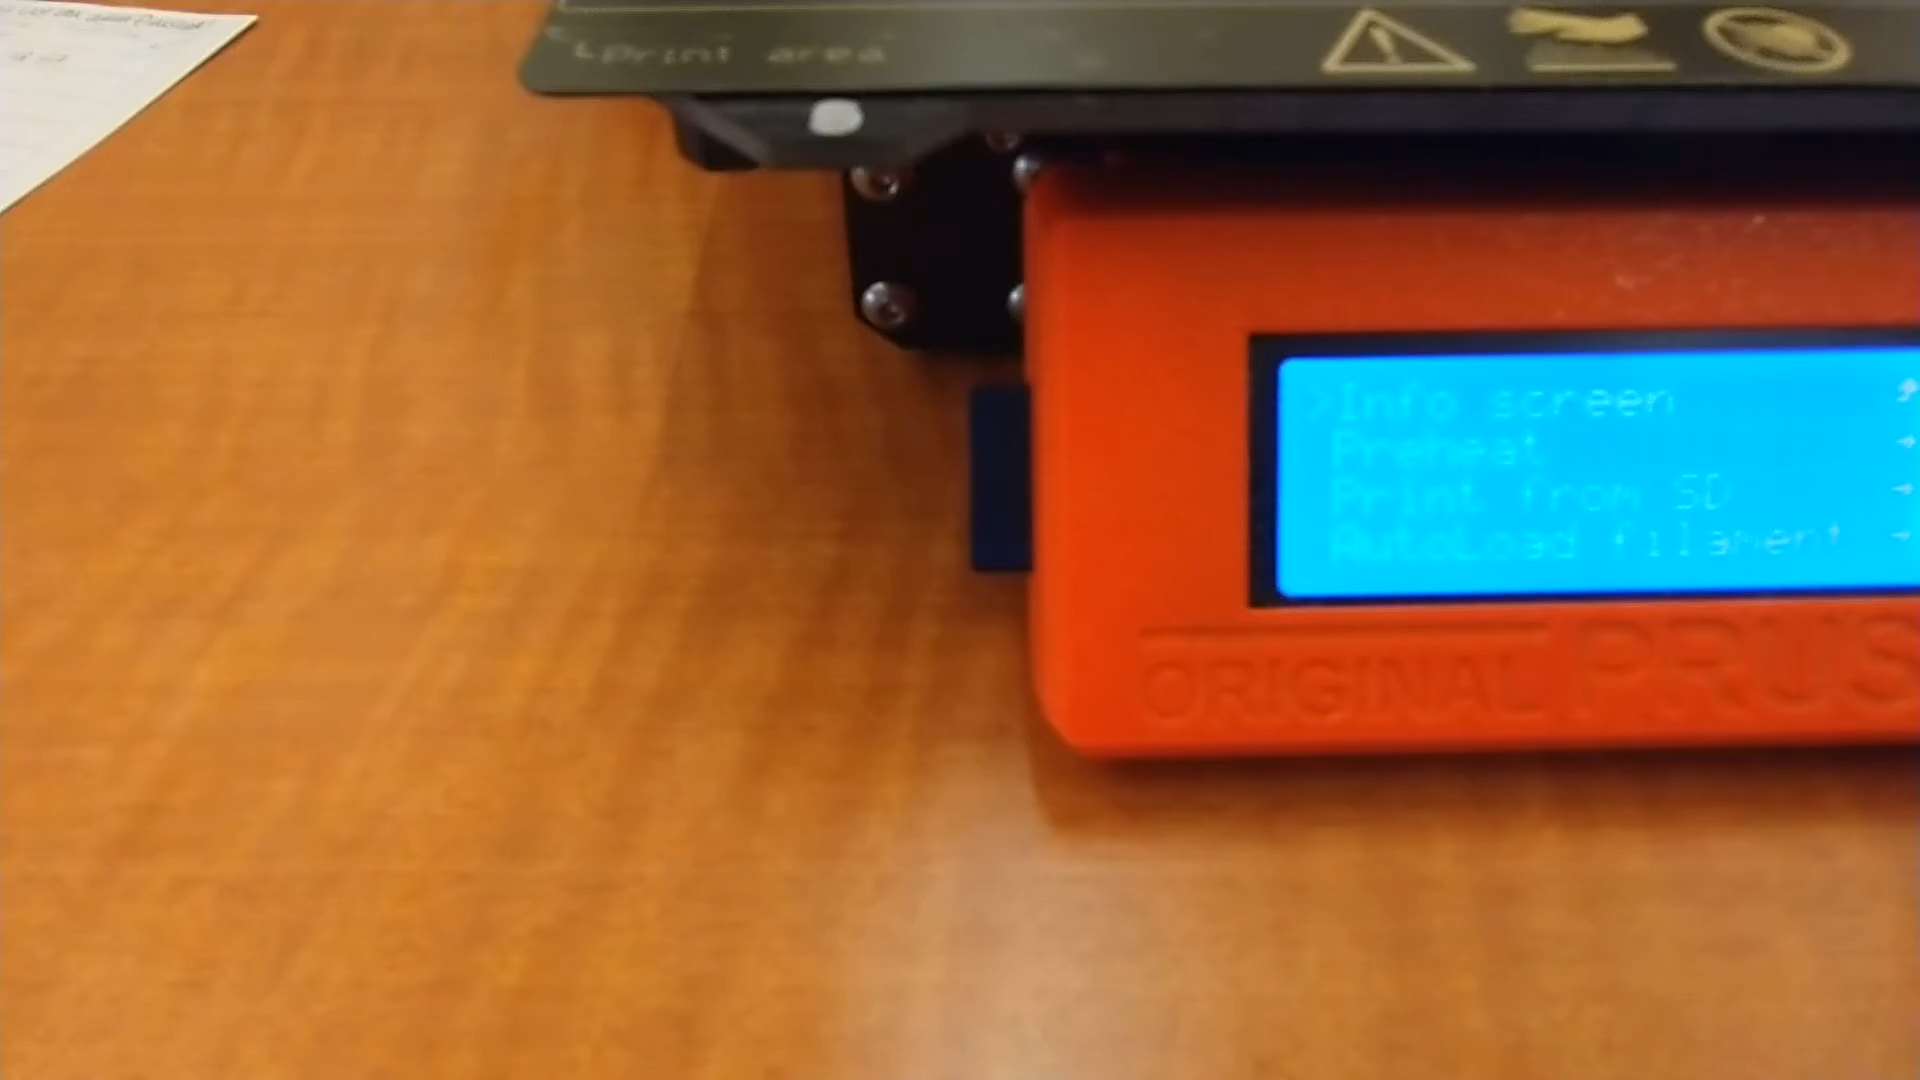 print area
>Info screen
Preheat
Print from SD
AutoLoad filament
ORIGINAL PRUS